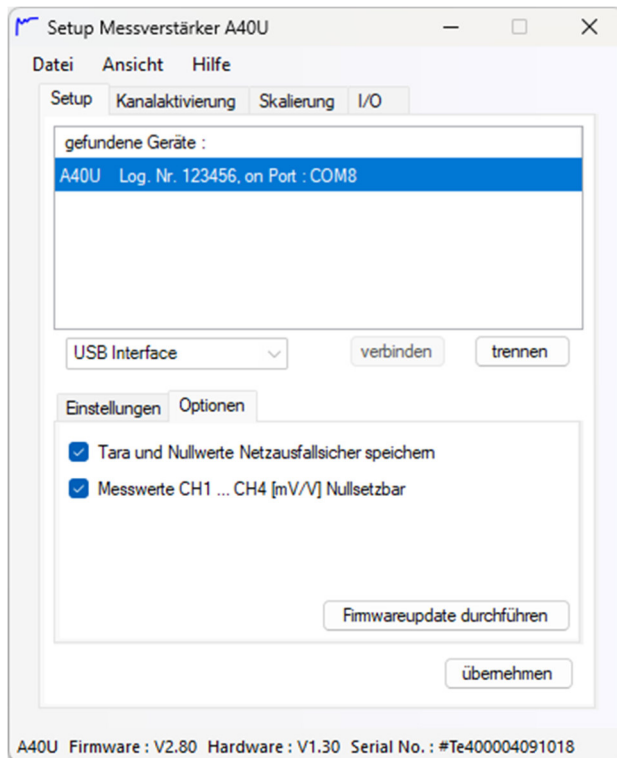 Setup Messverstärker A40U
Datei Ansicht Hilfe
Setup Kanalaktivierung Skalierung I/O
gefundene Geräte :
A40U Log. Nr. 123456, on Port : COM8
USB Interface verbinden trennen
Einstellungen Optionen
Tara und Nullwerte Netzausfallsicher speichern
Messwerte CH1 ... CH4 [mV/V] Nullsetzbar
Firmwareupdate durchführen
übernehmen
A40U Firmware : V2.80 Hardware : V1.30 Serial No. : #Te400004091018